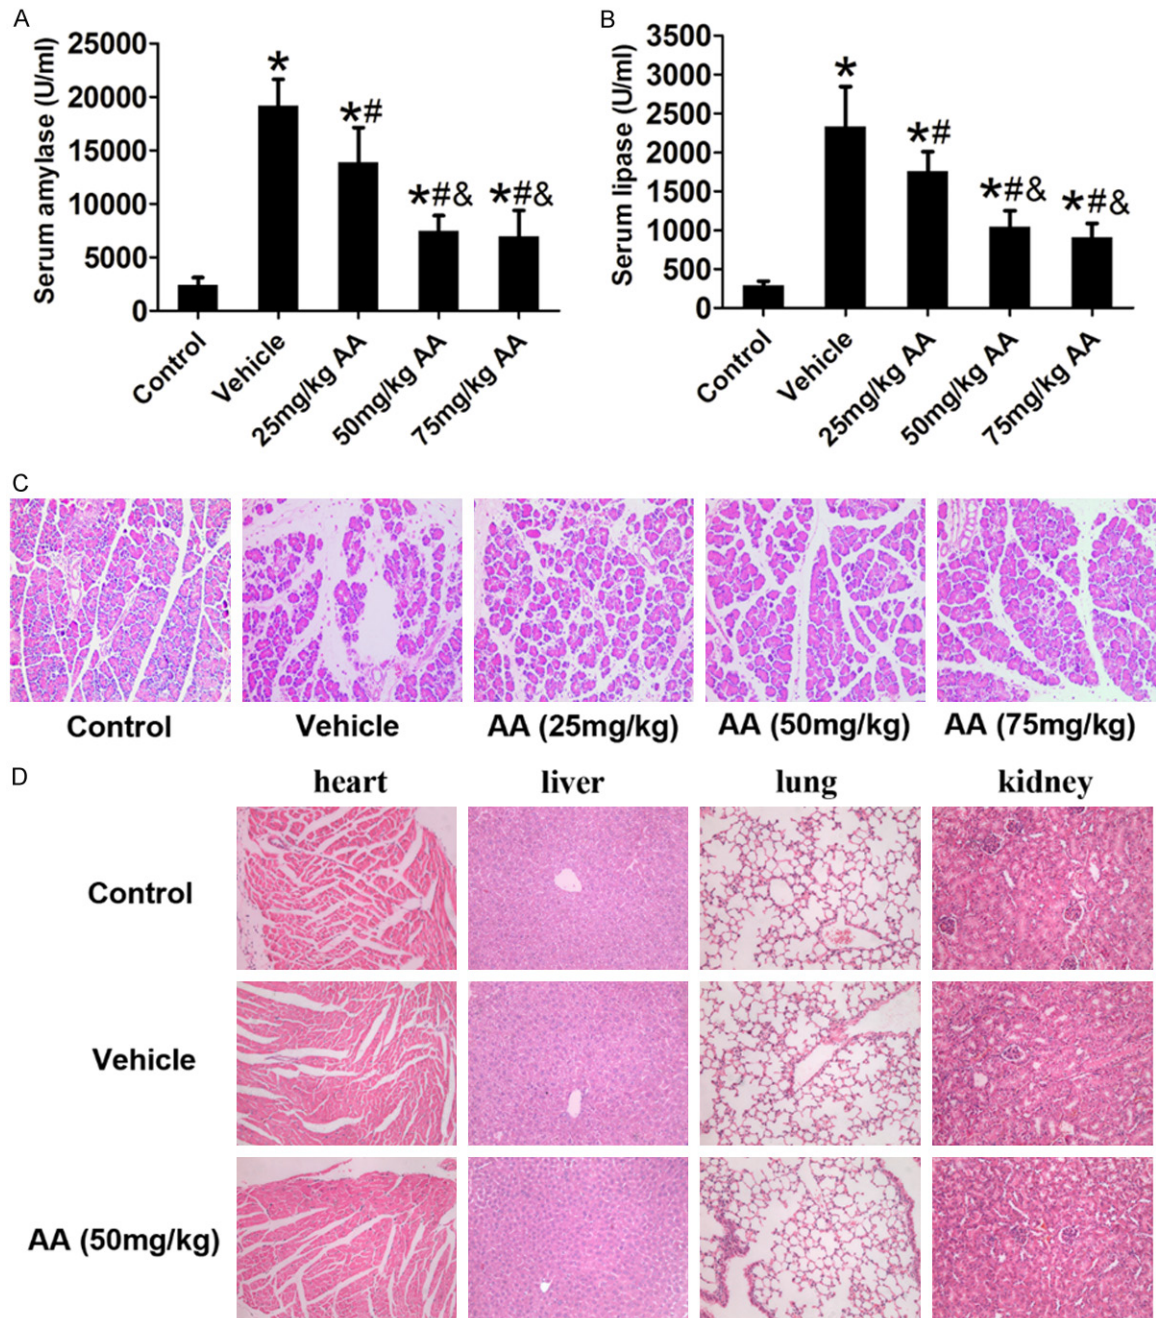 A
Serum amylase (U/ml)
25000
20000
15000
10000
5000
0
*
*#
*#&
*#&
Control
Vehicle
25mg/kg AA
50mg/kg AA
75mg/kg AA
B
Serum lipase (U/ml)
3500
3000
2500
2000
1500
1000
500
0
*
*#
*#&
*#&
Control
Vehicle
25mg/kg AA
50mg/kg AA
75mg/kg AA
C
Control
Vehicle
AA (25mg/kg)
AA (50mg/kg)
AA (75mg/kg)
D
heart
liver
lung
kidney
Control
Vehicle
AA (50mg/kg)